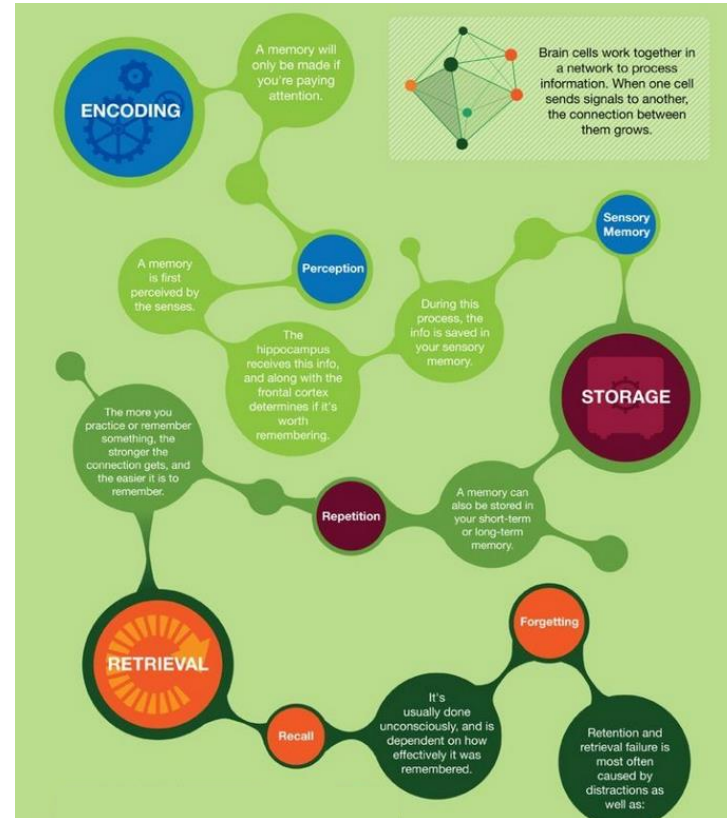 ENCODING
A memory will
only be made if
you're paying
attention.
Brain cells work together in
a network to process
information. When one cell
sends signals to another,
the connection between
them grows.
Perception
A memory
is first
perceived by
the senses.
The
hippocampus
receives this info,
and along with the
frontal cortex
determines if it's
worth
remembering.
During this
process, the
info is saved in
your sensory
memory.
Sensory
Memory
STORAGE
A memory can
also be stored in
your short-term
or long-term
memory.
Repetition
The more you
practice or remember
something, the
stronger the
connection gets, and
the easier it is to
remember.
RETRIEVAL
Recall
It's
usually done
unconsciously, and is
dependent on how
effectively it was
remembered.
Forgetting
Retention and
retrieval failure is
most often
caused by
distractions as
well as: